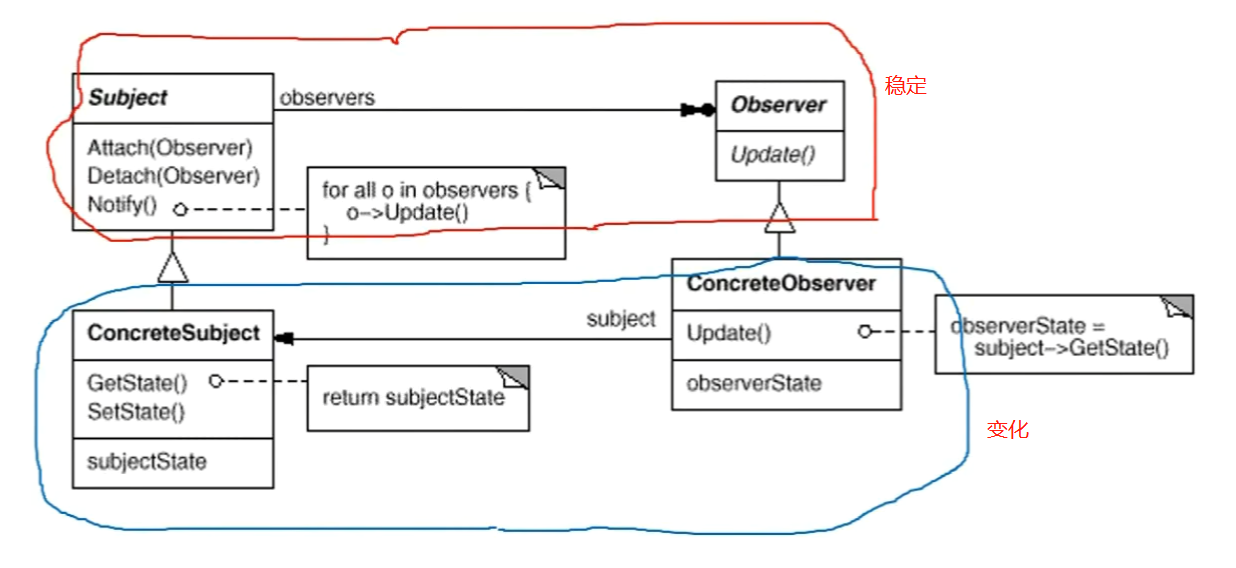 Subject
observers
Observer
稳定
Attach(Observer)
Detach(Observer)
Notify()
Update()
for all o in observers {
o->Update()
}
ConcreteSubject
subject
ConcreteObserver
GetState()
SetState()
return subjectState
Update()
observerState =
subject->GetState()
subjectState
observerState
变化